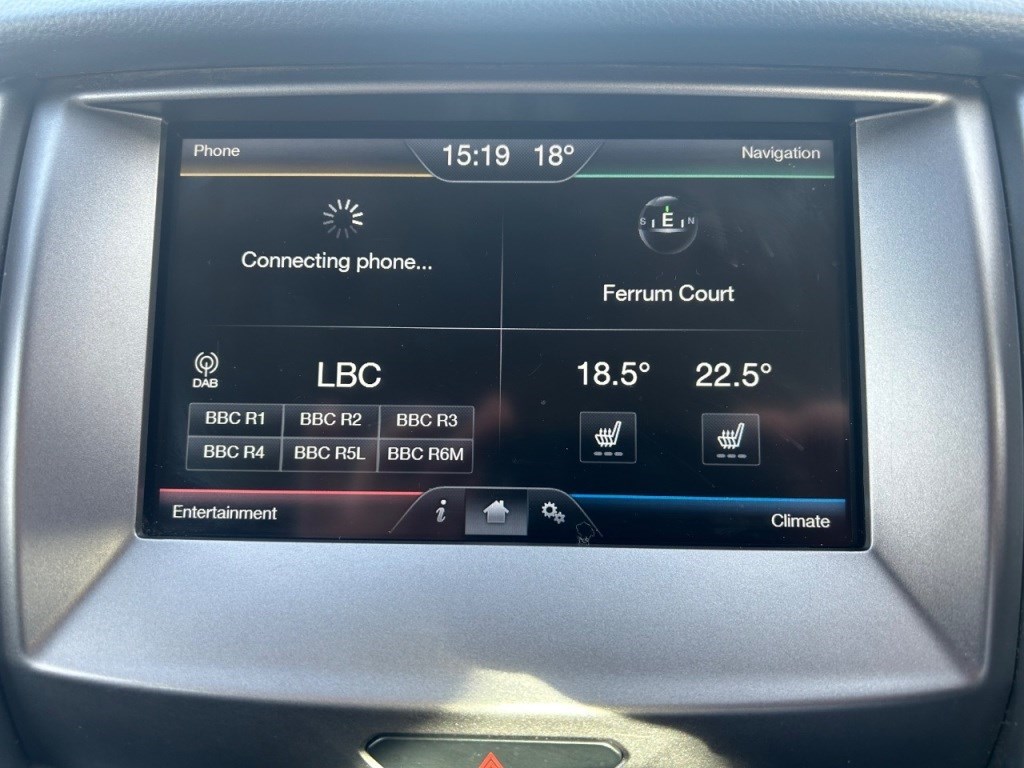 Phone
15:19 18°
Navigation
S E N
Connecting phone...
Ferrum Court
DAB
LBC
18.5° 22.5°
BBC R1 BBC R2 BBC R3
BBC R4 BBC R5L BBC R6M
Entertainment
i
Climate